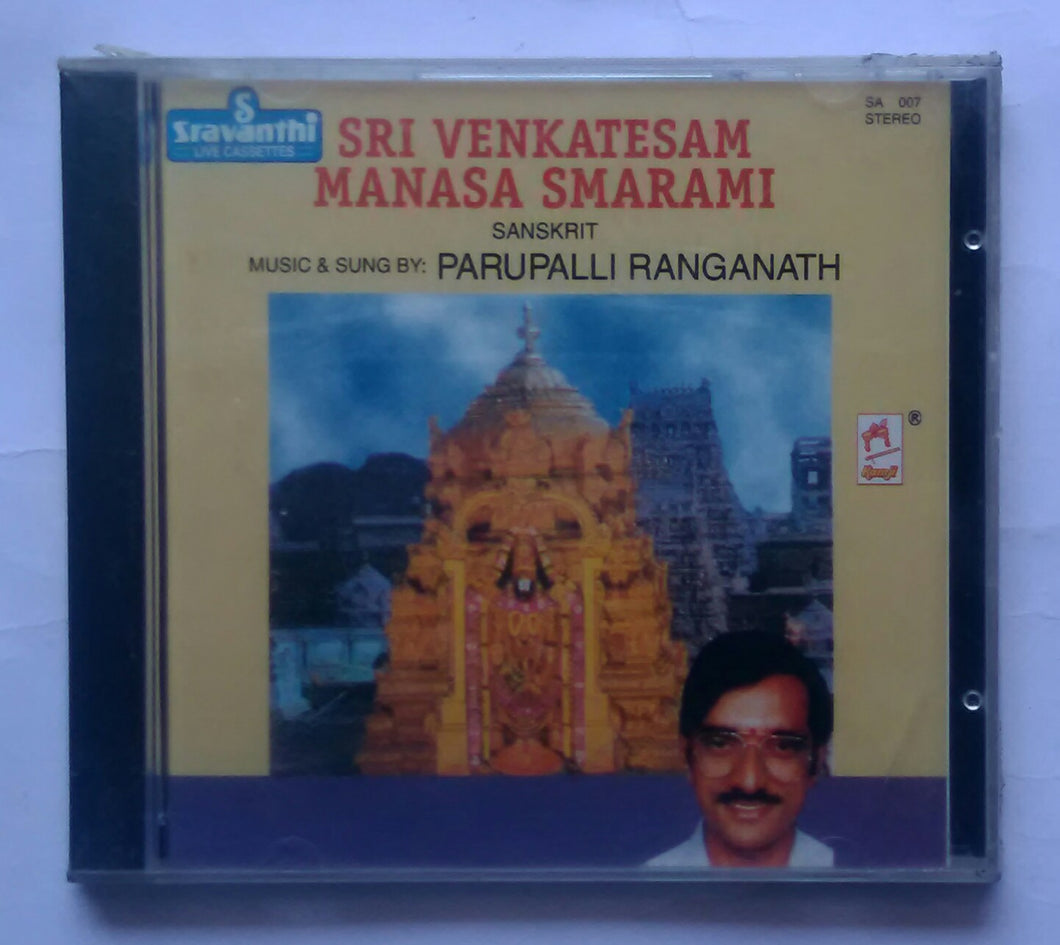 S
Sravanthi
LIVE CASSETTES
SA 007
STEREO
SRI VENKATESAM
MANASA SMARAMI
SANSKRIT
MUSIC & SUNG BY: PARUPALLI RANGANATH
®